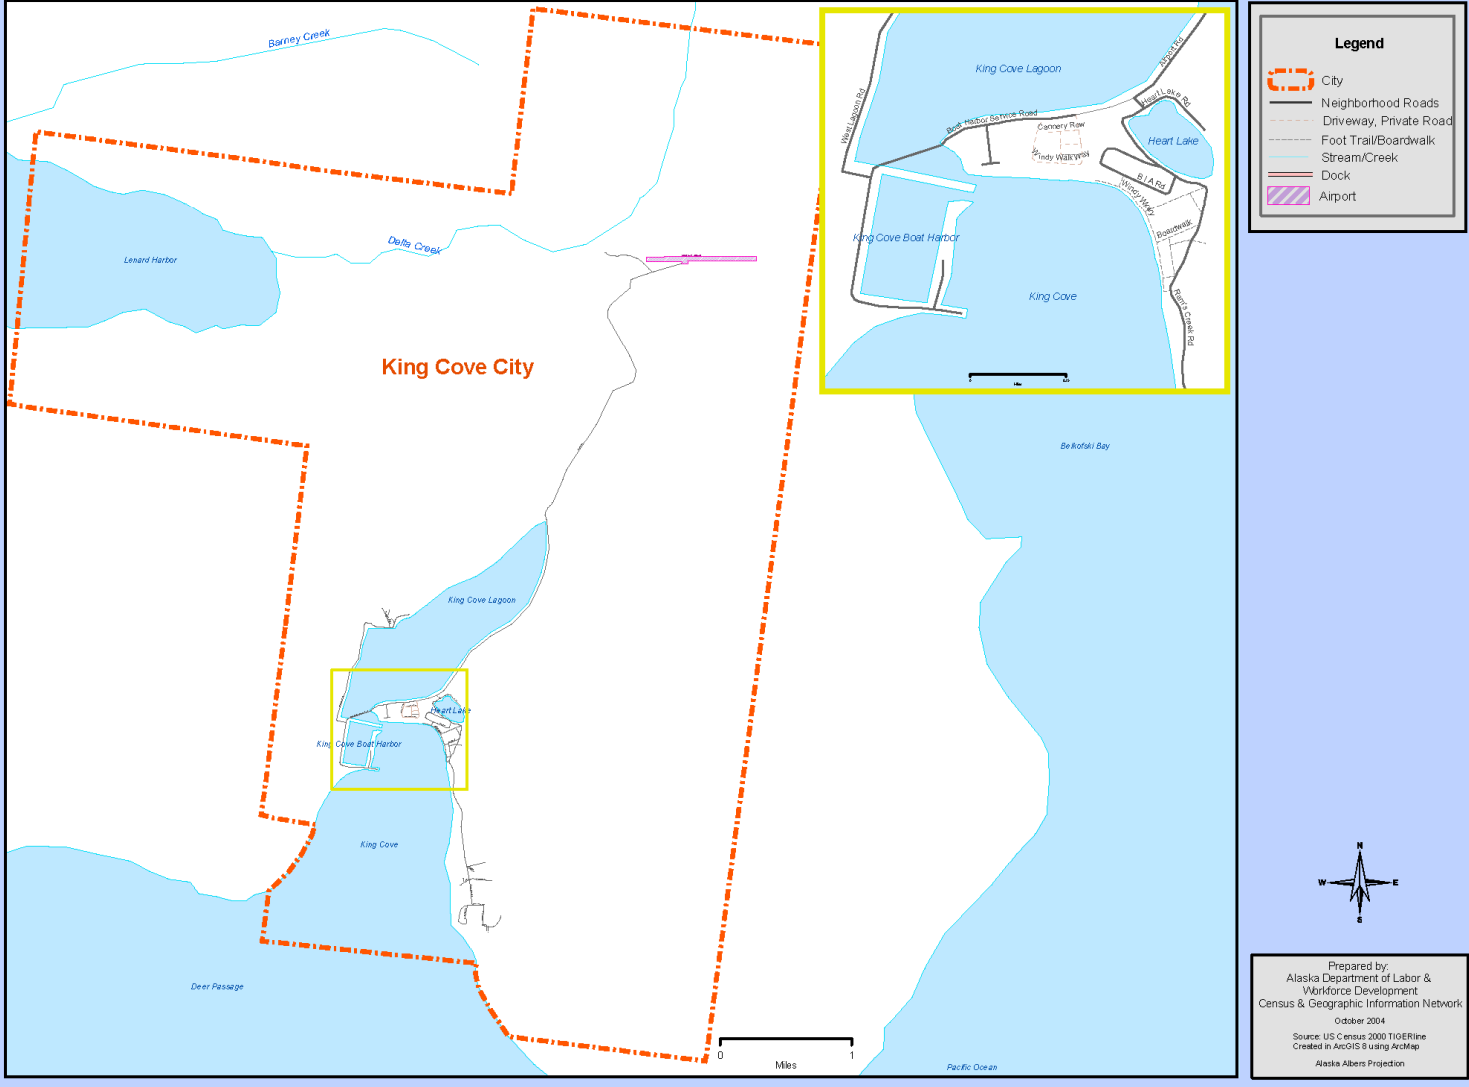 Barney Creek
Lenard Harbor
Delta Creek
King Cove City
King Cove Lagoon
Heart Lake
King Cove Boat Harbor
King Cove
Deer Passage
Belkofski Bay
Pacific Ocean
0 1
Miles
King Cove Lagoon
Airport Rd
West Lagoon Rd
Boat Harbor Service Road
Heart Lake Rd
Cannery Row
Windy Walk Way
Heart Lake
B I A Rd
Windy Wkwy
Boardwalk
King Cove Boat Harbor
King Cove
Ram's Creek Rd
0
Miles
Legend
City
Neighborhood Roads
Driveway, Private Road
Foot Trail/Boardwalk
Stream/Creek
Dock
Airport
N
W E
S
Prepared by:
Alaska Department of Labor &
Workforce Development
Census & Geographic Information Network
October 2004
Source: US Census 2000 TIGERline
Created in ArcGIS 8 using ArcMap
Alaska Albers Projection